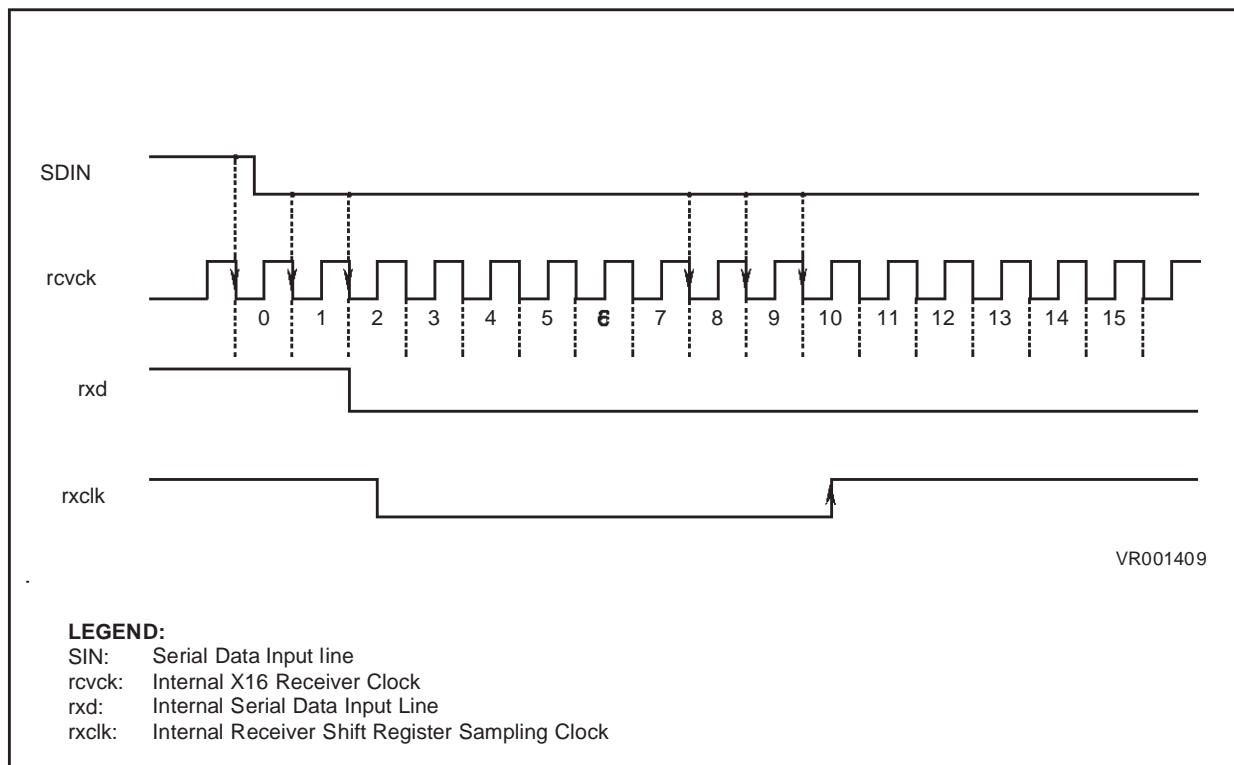 SDIN
rcvck
0 1 2 3 4 5 7 8 9 10 11 12 13 14 15
rxd
rxclk
VR001409
LEGEND:
SIN: Serial Data Input line
rcvck: Internal X16 Receiver Clock
rxd: Internal Serial Data Input Line
rxclk: Internal Receiver Shift Register Sampling Clock